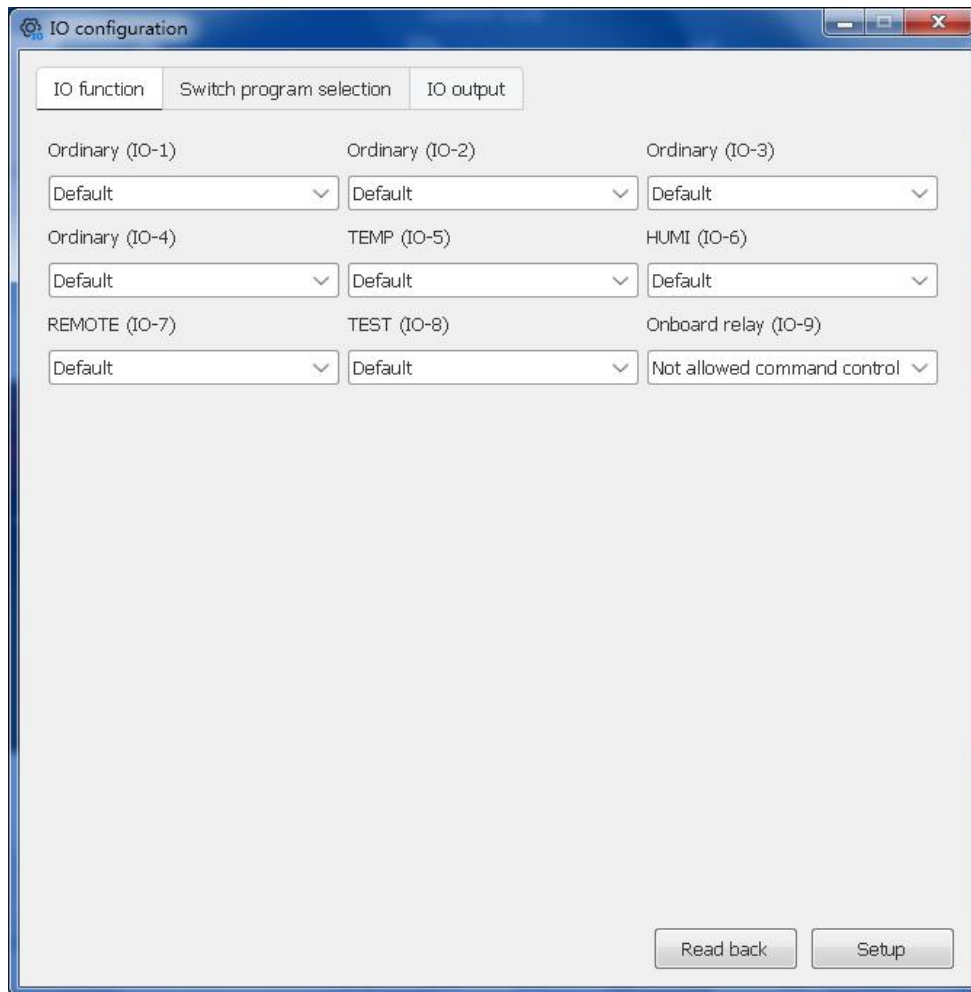 IO configuration
IO function Switch program selection IO output
Ordinary (IO-1) Ordinary (IO-2) Ordinary (IO-3)
Default Default Default
Ordinary (IO-4) TEMP (IO-5) HUMI (IO-6)
Default Default Default
REMOTE (IO-7) TEST (IO-8) Onboard relay (IO-9)
Default Default Not allowed command control
Read back Setup